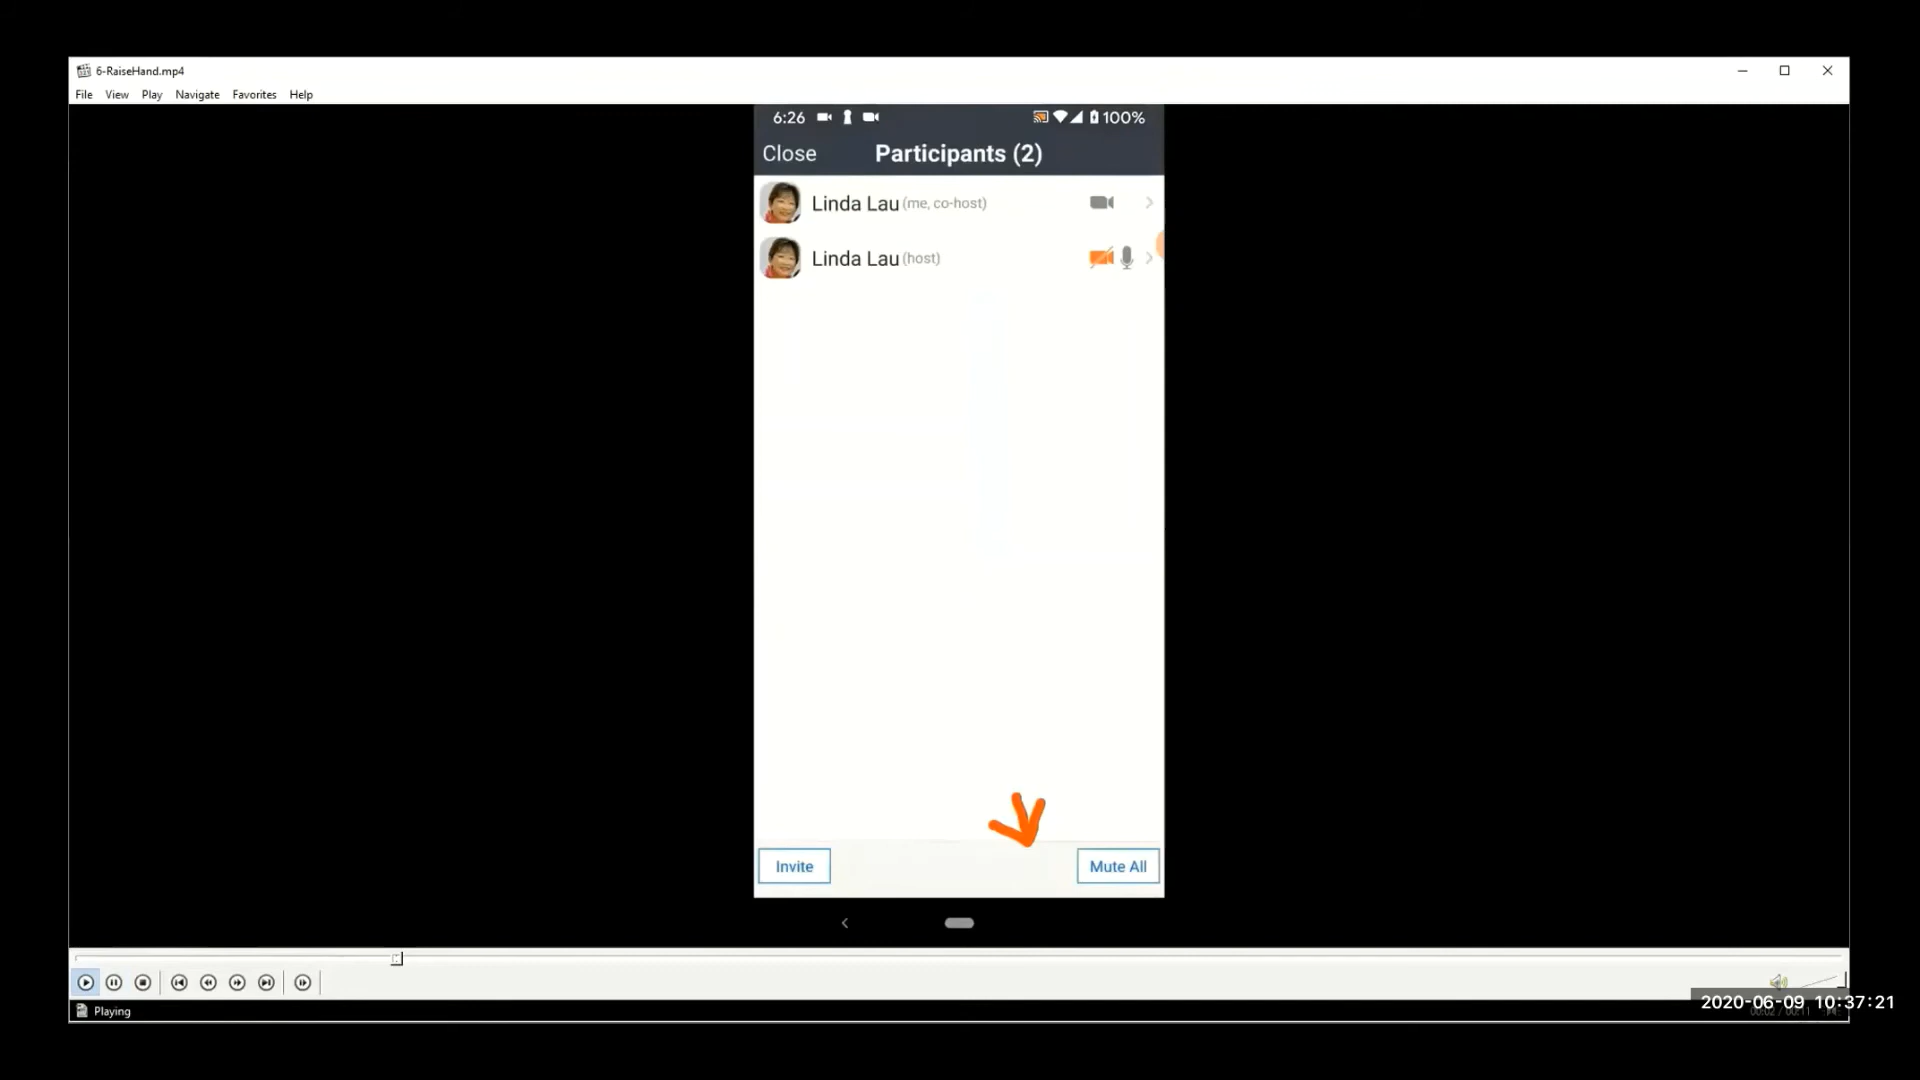 6-RaiseHand.mp4
File View Play Navigate Favorites Help
6:26 100%
Close Participants (2)
Linda Lau (me, co-host)
Linda Lau (host)
Invite Mute All
2020-06-09 10:37:21
Playing